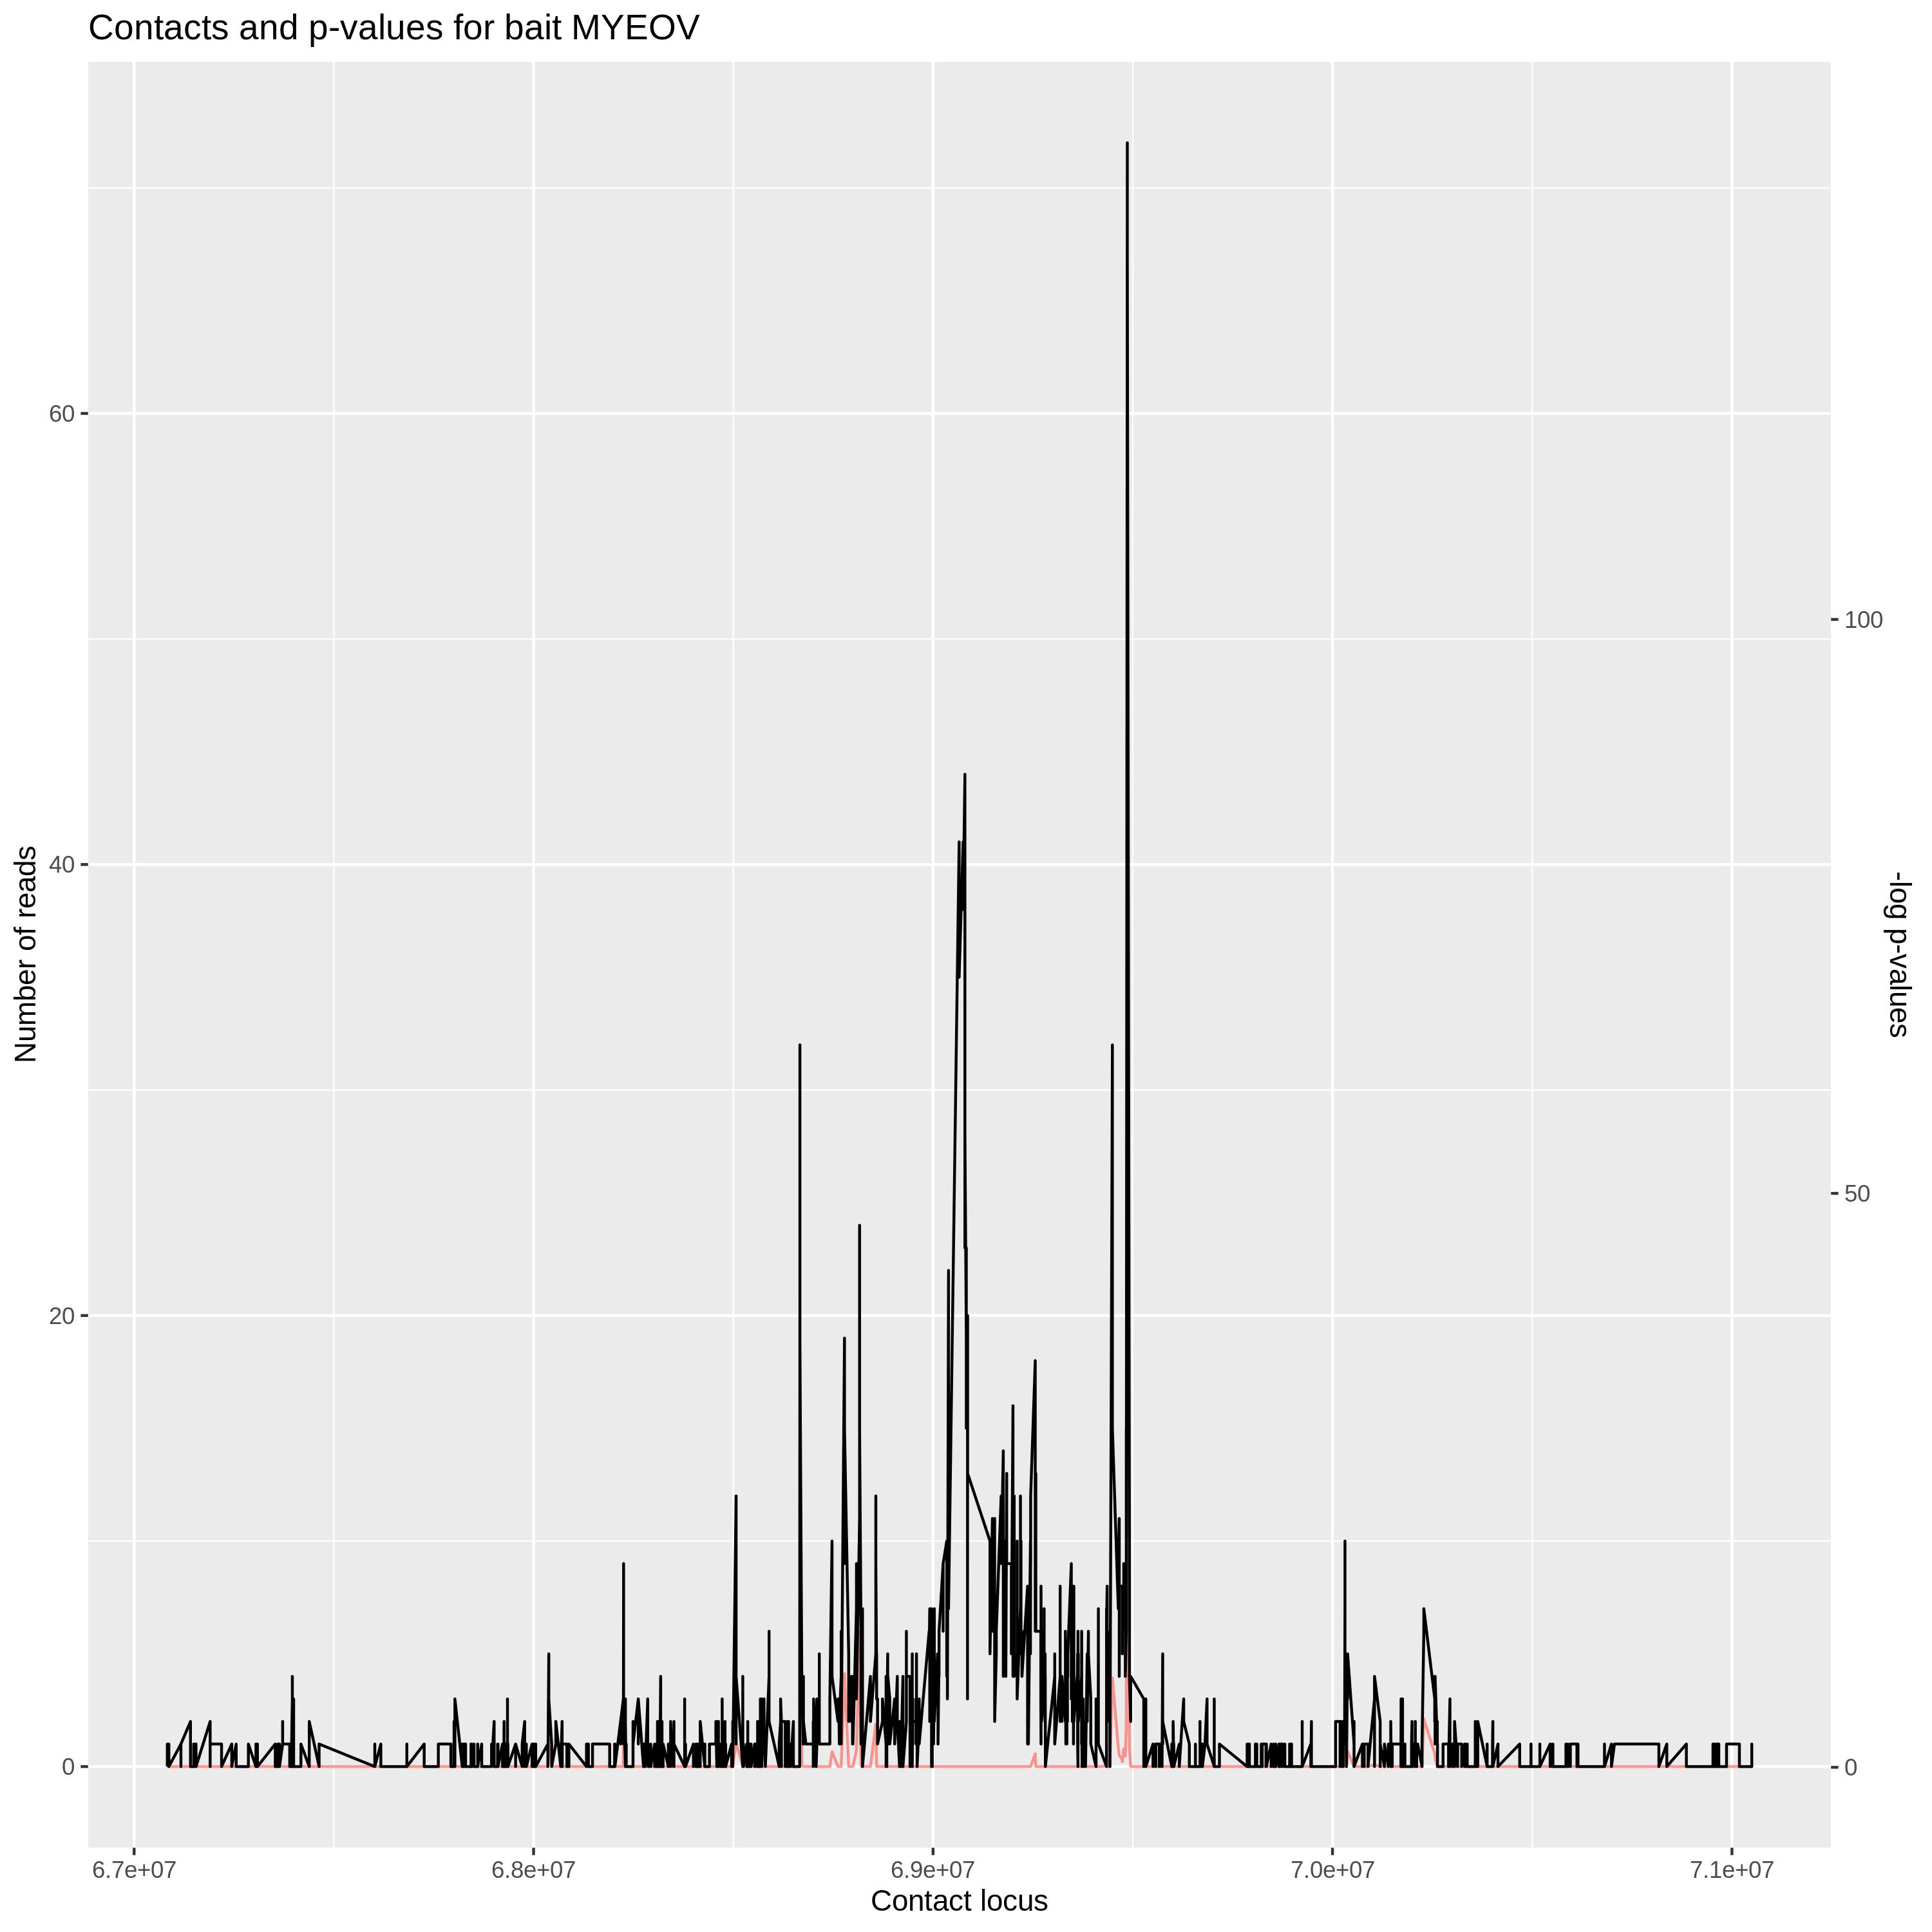 Contacts and p-values for bait MYEOV
60
40
20
0
Number of reads
100
50
0
-log p-values
6.7e+07
6.8e+07
6.9e+07
7.0e+07
7.1e+07
Contact locus